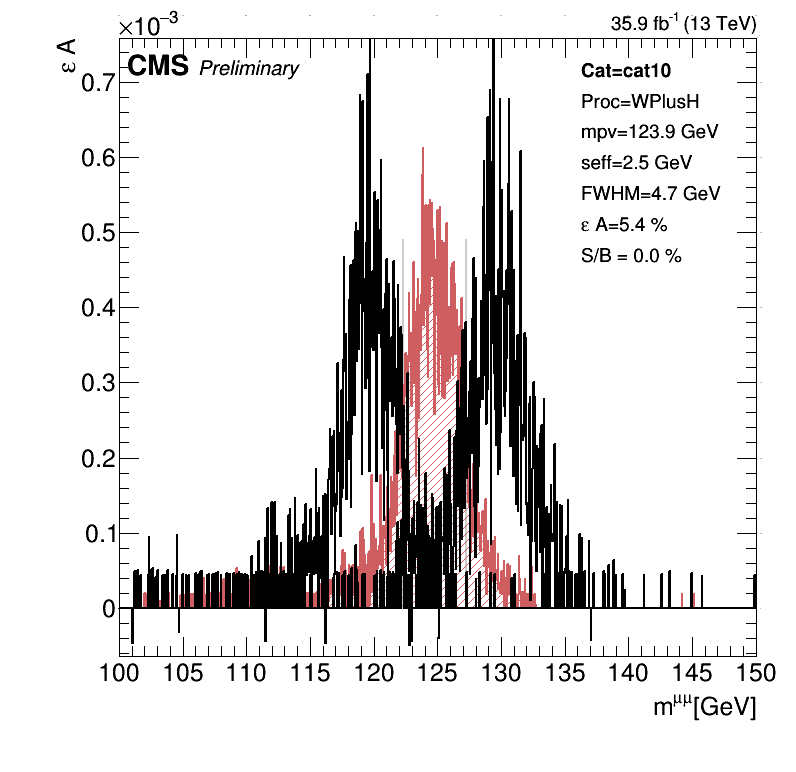 ×10⁻³
35.9 fb⁻¹ (13 TeV)
ε A
CMS Preliminary
Cat=cat10
Proc=WPlusH
mpv=123.9 GeV
seff=2.5 GeV
FWHM=4.7 GeV
ε A=5.4 %
S/B = 0.0 %
0.7
0.6
0.5
0.4
0.3
0.2
0.1
0
100 105 110 115 120 125 130 135 140 145 150
m^μμ[GeV]